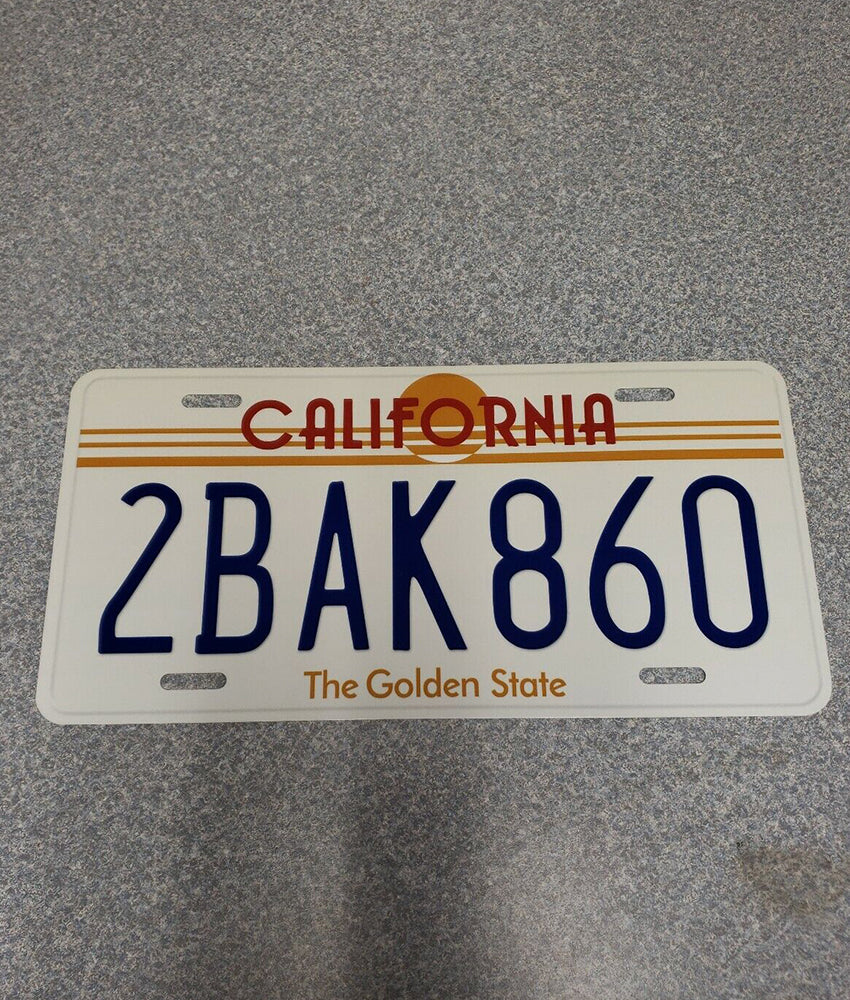 CALIFORNIA
2BAK860
The Golden State